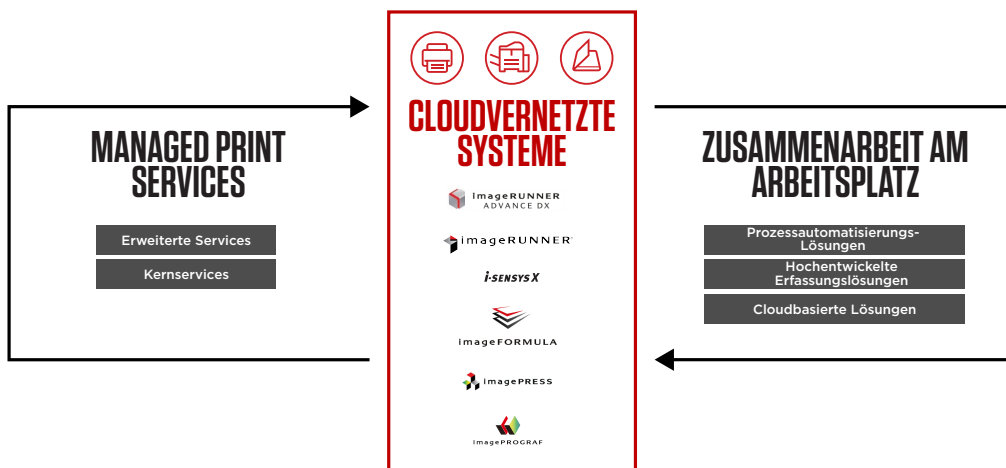 MANAGED PRINT
SERVICES
Erweiterte Services
Kernservices
CLOUDVERNETZTE
SYSTEME
imageRUNNER
ADVANCE DX
imageRUNNER
i-SENSYS X
imageFORMULA
imagePRESS
imagePROGRAF
ZUSAMMENARBEIT AM
ARBEITSPLATZ
Prozessautomatisierungs-
Lösungen
Hochentwickelte
Erfassungslösungen
Cloudbasierte Lösungen